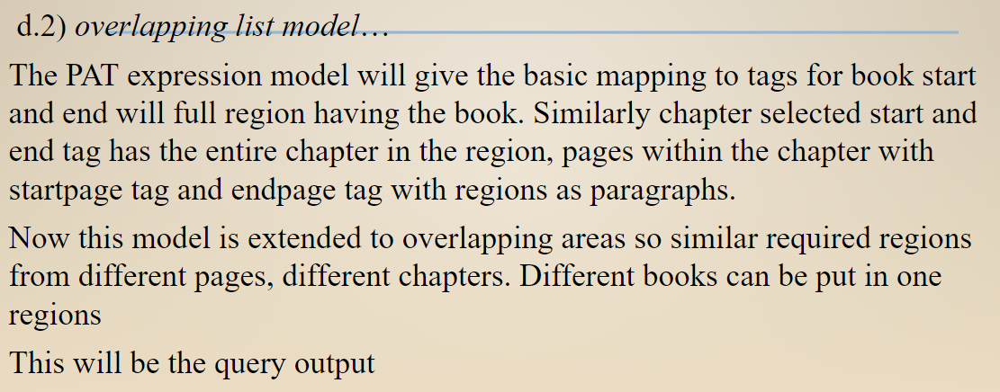 d.2) overlapping list model…
The PAT expression model will give the basic mapping to tags for book start
and end will full region having the book. Similarly chapter selected start and
end tag has the entire chapter in the region, pages within the chapter with
startpage tag and endpage tag with regions as paragraphs.
Now this model is extended to overlapping areas so similar required regions
from different pages, different chapters. Different books can be put in one
regions
This will be the query output